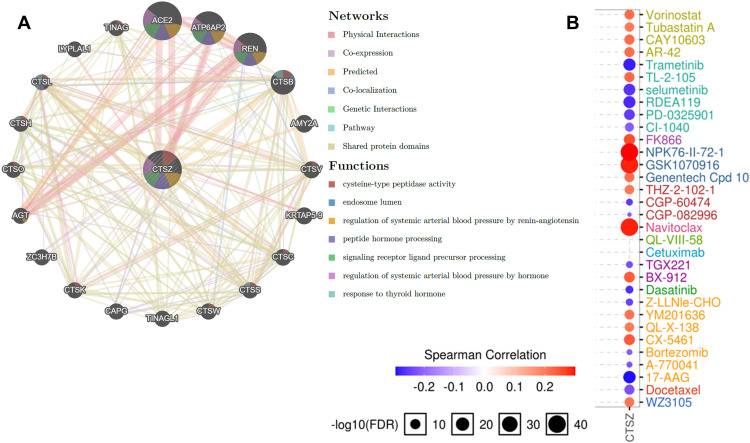 A
TINAG
ACE2
ATP6AP2
REN
LYPLAL1
CTSL
CTSB
CTSH
AMY2A
CTSO
CTSZ
CTSV
AGT
KRTAP5-9
ZC3H7B
CTSC
CTSK
CTSS
CAPG
TINAGL1
CTSW
Networks
Physical Interactions
Co-expression
Predicted
Co-localization
Genetic Interactions
Pathway
Shared protein domains
Functions
cysteine-type peptidase activity
endosome lumen
regulation of systemic arterial blood pressure by renin-angiotensin
peptide hormone processing
signaling receptor ligand precursor processing
regulation of systemic arterial blood pressure by hormone
response to thyroid hormone
Spearman Correlation
-0.2 -0.1 0.0 0.1 0.2
-log10(FDR) 10 20 30 40
B
Vorinostat
Tubastatin A
CAY10603
AR-42
Trametinib
TL-2-105
selumetinib
RDEA119
PD-0325901
CI-1040
FK866
NPK76-II-72-1
GSK1070916
Genentech Cpd 10
THZ-2-102-1
CGP-60474
CGP-082996
Navitoclax
QL-VIII-58
Cetuximab
TGX221
BX-912
Dasatinib
Z-LLNle-CHO
YM201636
QL-X-138
CX-5461
Bortezomib
A-770041
17-AAG
Docetaxel
WZ3105
CTSZ